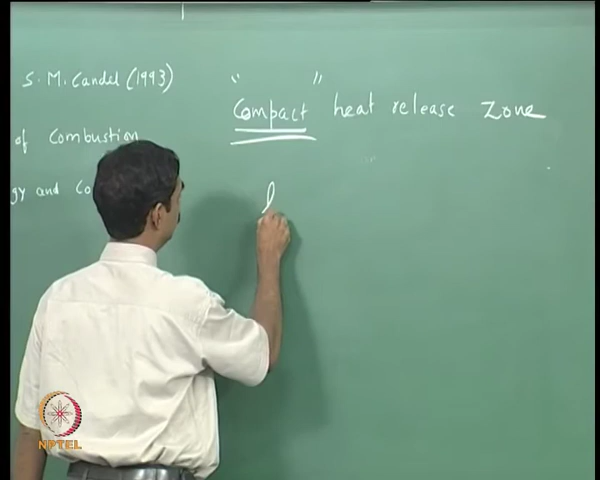 S. M. Candel (1993)
of Combustion
gy and Co
" "
Compact heat release zone
l
NPTEL